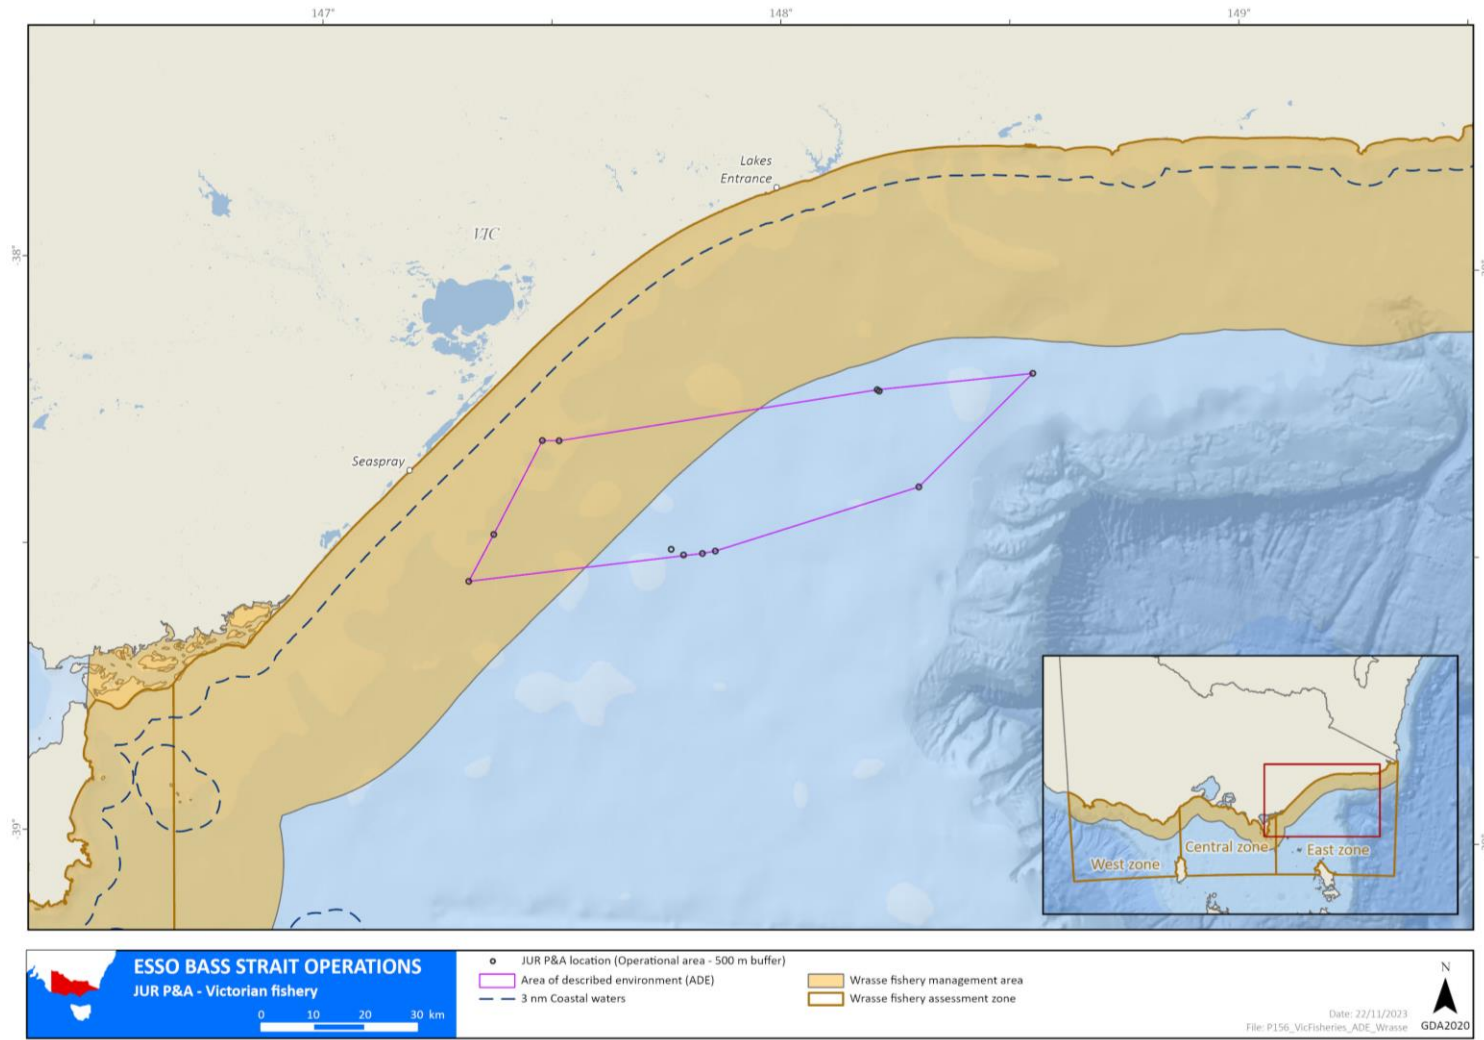 147°
148°
149°
Lakes
Entrance
VIC
-38°
Seaspray
-39°
West zone
Central zone
East zone
ESSO BASS STRAIT OPERATIONS
JUR P&A - Victorian fishery
0 10 20 30 km
JUR P&A location (Operational area - 500 m buffer)
Area of described environment (ADE)
3 nm Coastal waters
Wrasse fishery management area
Wrasse fishery assessment zone
N
Date: 22/11/2023
File: P156_VicFisheries_ADE_Wrasse
GDA2020